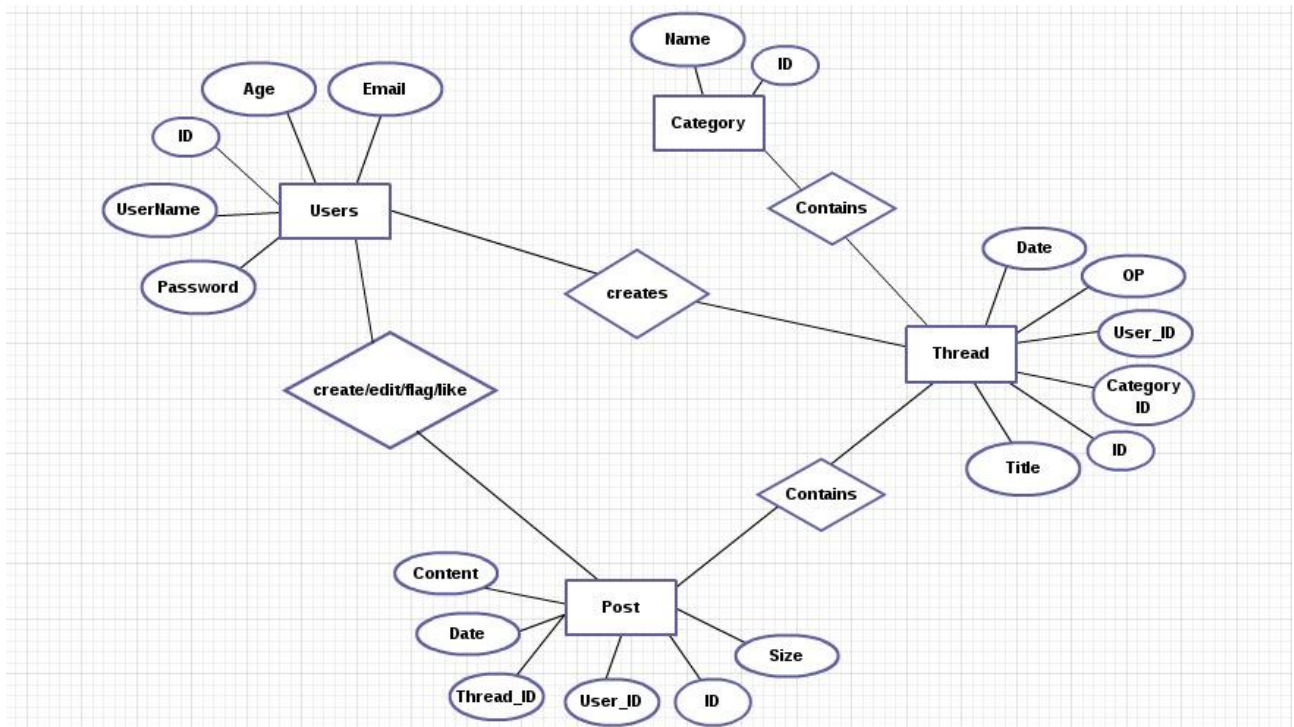 Name
ID
Category
Age
Email
ID
UserName
Users
Password
Contains
creates
Date
OP
User_ID
Thread
Category
ID
ID
Title
create/edit/flag/like
Contains
Content
Post
Date
Thread_ID
User_ID
ID
Size